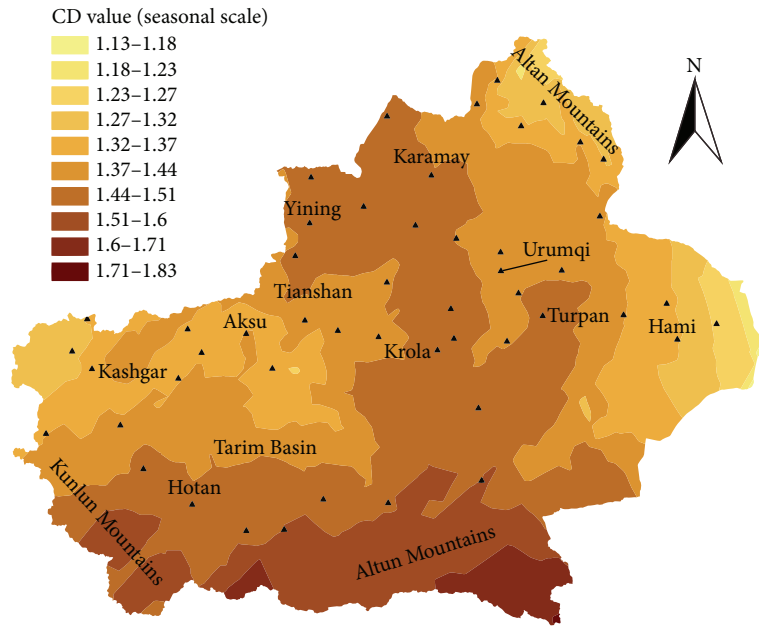 CD value (seasonal scale)
1.13–1.18
1.18–1.23
1.23–1.27
1.27–1.32
1.32–1.37
1.37–1.44
1.44–1.51
1.51–1.6
1.6–1.71
1.71–1.83
N
Altan Mountains
Karamay
Yining
Urumqi
Tianshan
Aksu
Turpan
Hami
Krola
Kashgar
Tarim Basin
Hotan
Kunlun Mountains
Altun Mountains